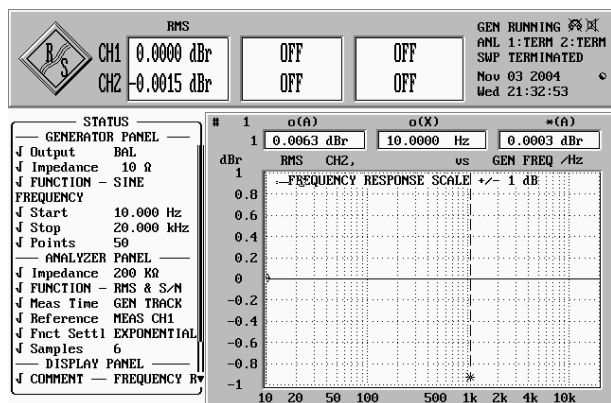 RMS
R
S
CH1 0.0000 dBr OFF OFF
CH2 -0.0015 dBr OFF OFF
GEN RUNNING
ANL 1:TERM 2:TERM
SWP TERMINATED
Nov 03 2004
Wed 21:32:53
STATUS
GENERATOR PANEL
Output BAL
Impedance 10 Ω
FUNCTION - SINE
FREQUENCY
Start 10.000 Hz
Stop 20.000 kHz
Points 50
ANALYZER PANEL
Impedance 200 KΩ
FUNCTION - RMS & S/N
Meas Time GEN TRACK
Reference MEAS CH1
Fnct Settl EXPONENTIAL
Samples 6
DISPLAY PANEL
COMMENT — FREQUENCY R
# 1 o(A) o(X) *(A)
1 0.0063 dBr 10.0000 Hz 0.0003 dBr
dBr RMS CH2, vs GEN FREQ /Hz
FREQUENCY RESPONSE SCALE +/- 1 dB
1
0.8
0.6
0.4
0.2
0
-0.2
-0.4
-0.6
-0.8
-1
10 20 50 100 500 1k 2k 4k 10k